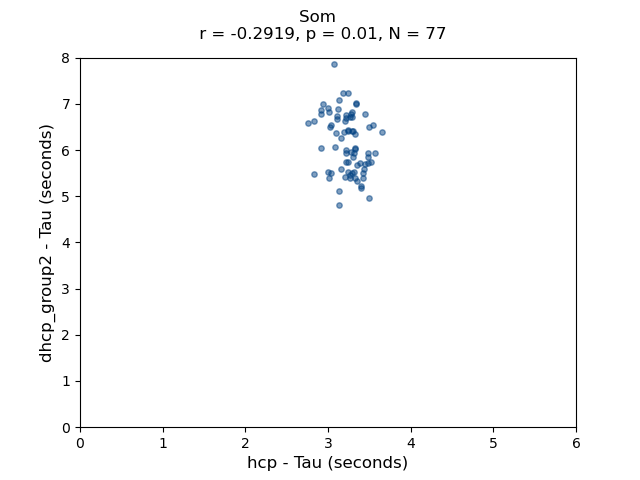 Som
r = -0.2919, p = 0.01, N = 77
8
7
6
5
4
3
2
1
0
dhcp_group2 - Tau (seconds)
0 1 2 3 4 5 6
hcp - Tau (seconds)